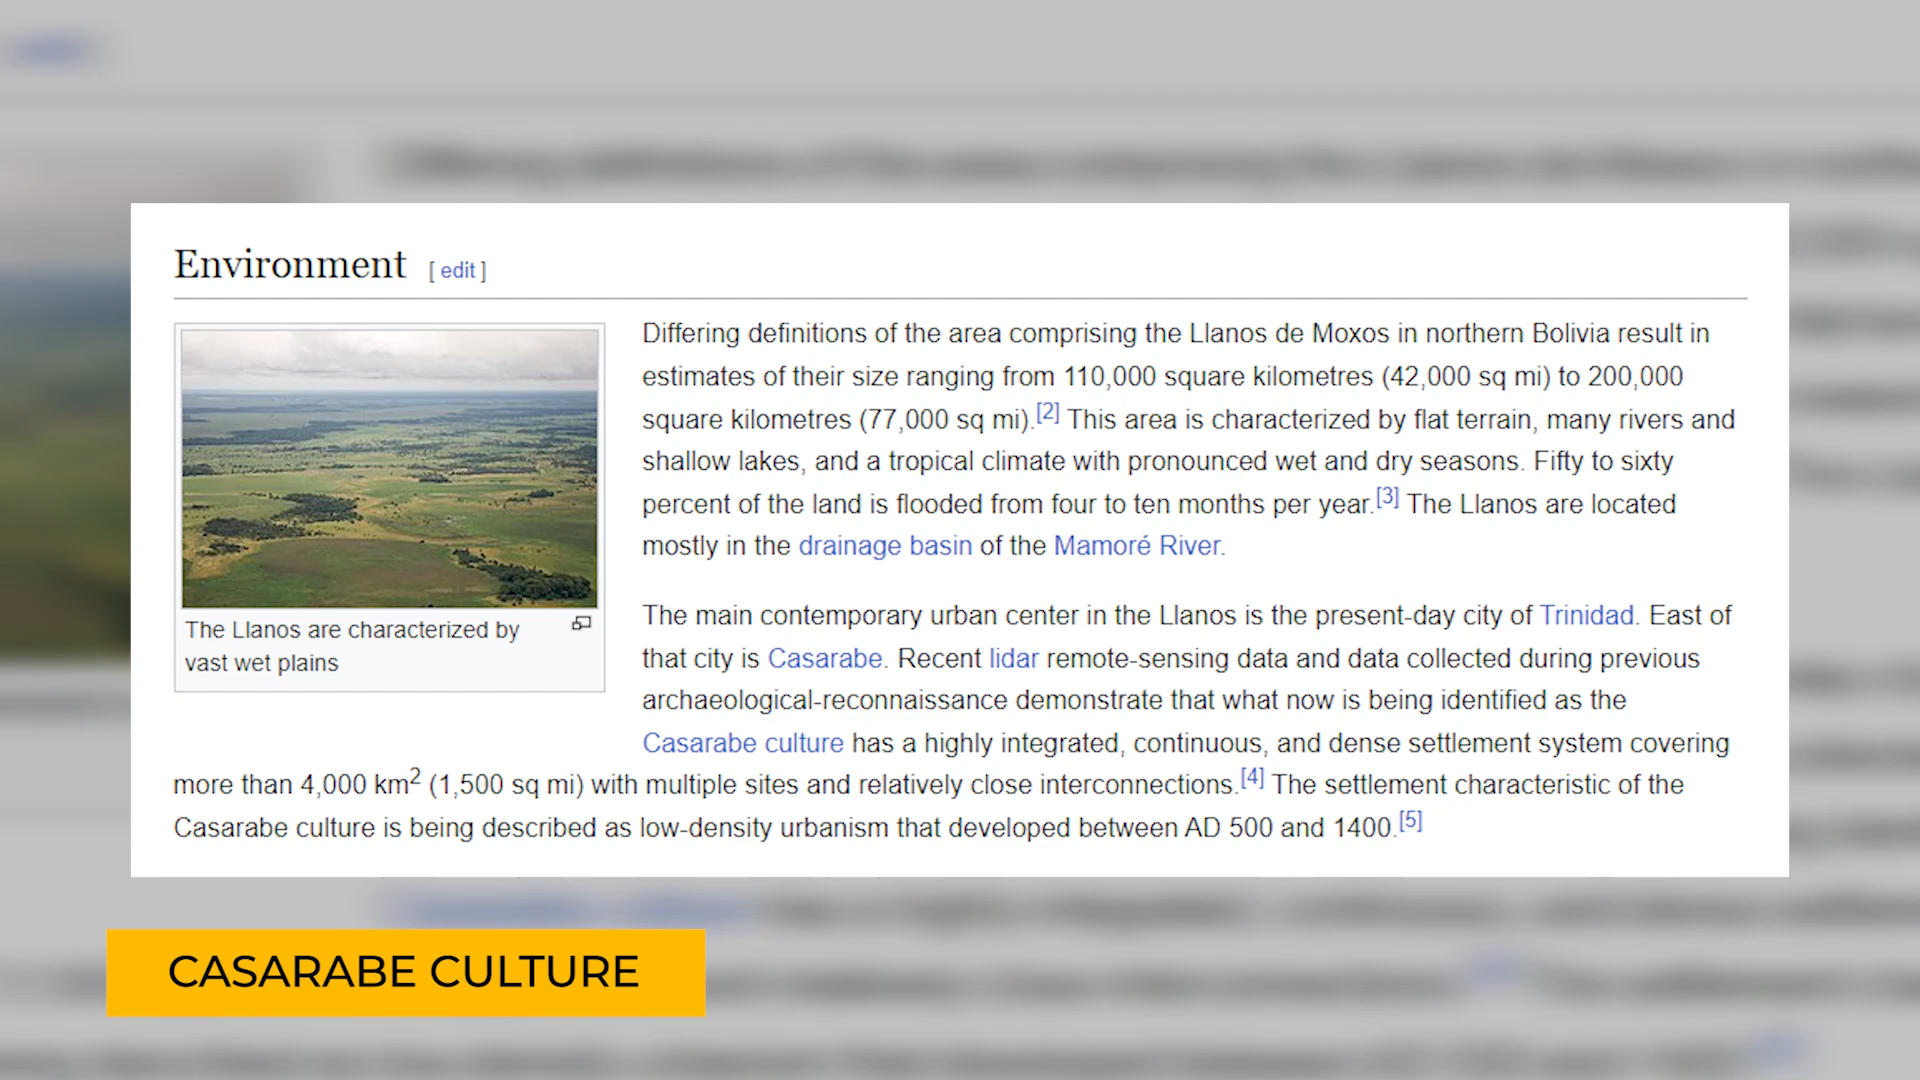 Environment [ edit ]
Differing definitions of the area comprising the Llanos de Moxos in northern Bolivia result in
estimates of their size ranging from 110,000 square kilometres (42,000 sq mi) to 200,000
square kilometres (77,000 sq mi).[2] This area is characterized by flat terrain, many rivers and
shallow lakes, and a tropical climate with pronounced wet and dry seasons. Fifty to sixty
percent of the land is flooded from four to ten months per year.[3] The Llanos are located
mostly in the drainage basin of the Mamoré River.
The Llanos are characterized by
vast wet plains
The main contemporary urban center in the Llanos is the present-day city of Trinidad. East of
that city is Casarabe. Recent lidar remote-sensing data and data collected during previous
archaeological-reconnaissance demonstrate that what now is being identified as the
Casarabe culture has a highly integrated, continuous, and dense settlement system covering
more than 4,000 km² (1,500 sq mi) with multiple sites and relatively close interconnections.[4] The settlement characteristic of the
Casarabe culture is being described as low-density urbanism that developed between AD 500 and 1400.[5]
CASARABE CULTURE